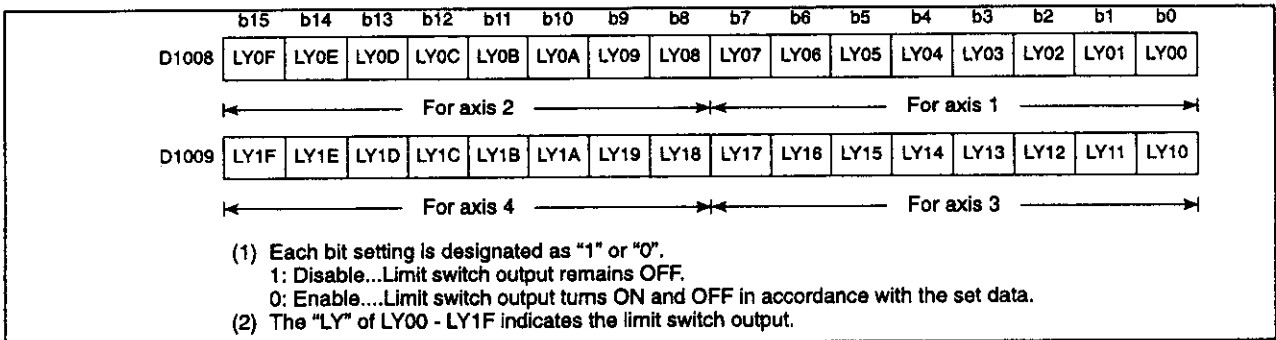 b15 b14 b13 b12 b11 b10 b9 b8 b7 b6 b5 b4 b3 b2 b1 b0
D1008 LY0F LY0E LY0D LY0C LY0B LY0A LY09 LY08 LY07 LY06 LY05 LY04 LY03 LY02 LY01 LY00
For axis 2 For axis 1
D1009 LY1F LY1E LY1D LY1C LY1B LY1A LY19 LY18 LY17 LY16 LY15 LY14 LY13 LY12 LY11 LY10
For axis 4 For axis 3
(1) Each bit setting is designated as "1" or "0".
1: Disable...Limit switch output remains OFF.
0: Enable....Limit switch output turns ON and OFF in accordance with the set data.
(2) The "LY" of LY00 - LY1F indicates the limit switch output.